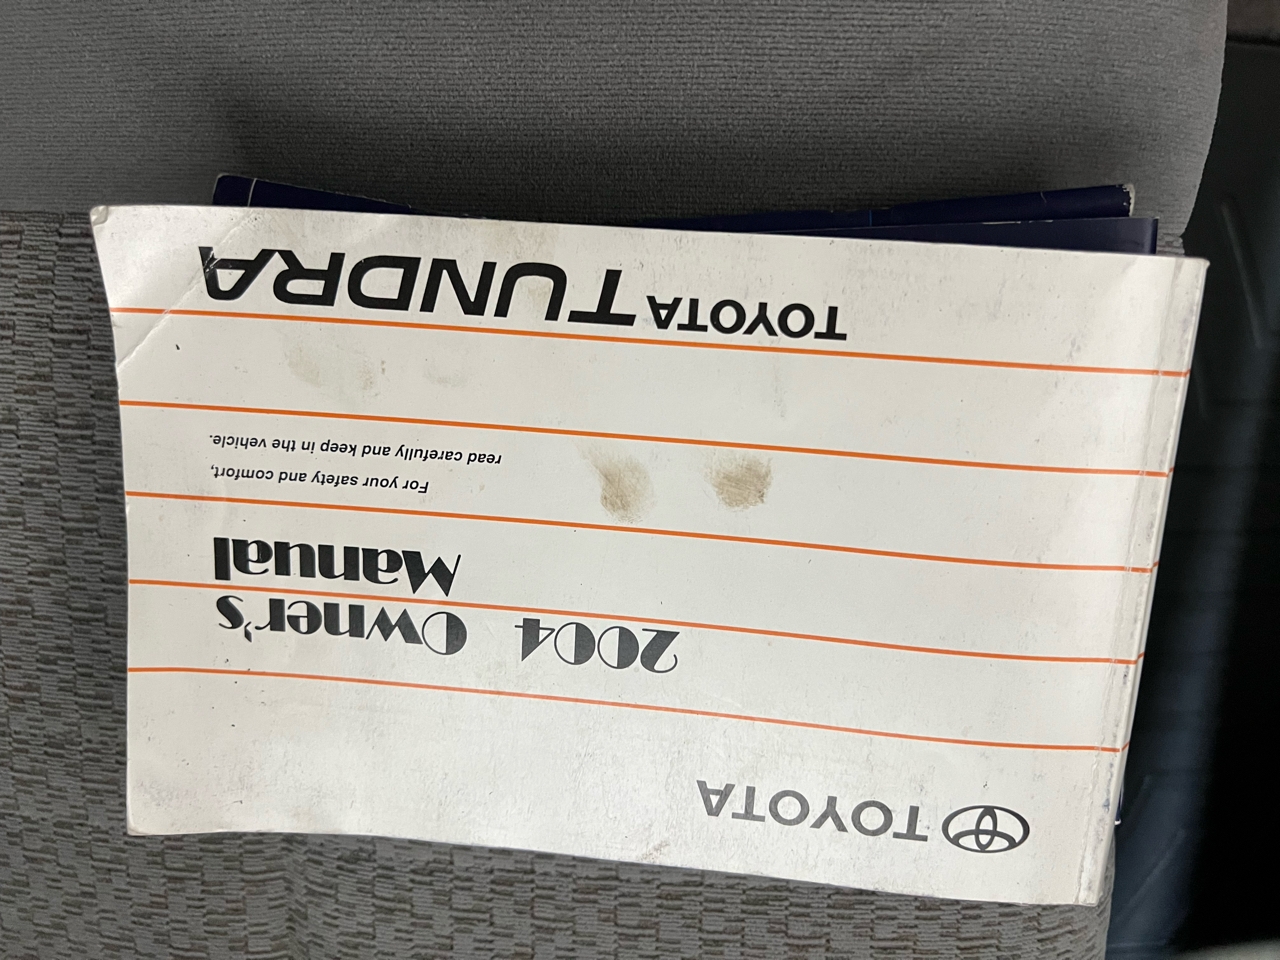 TOYOTA
2004 Owner's
Manual
For your safety and comfort,
read carefully and keep in the vehicle.
TOYOTA TUNDRA